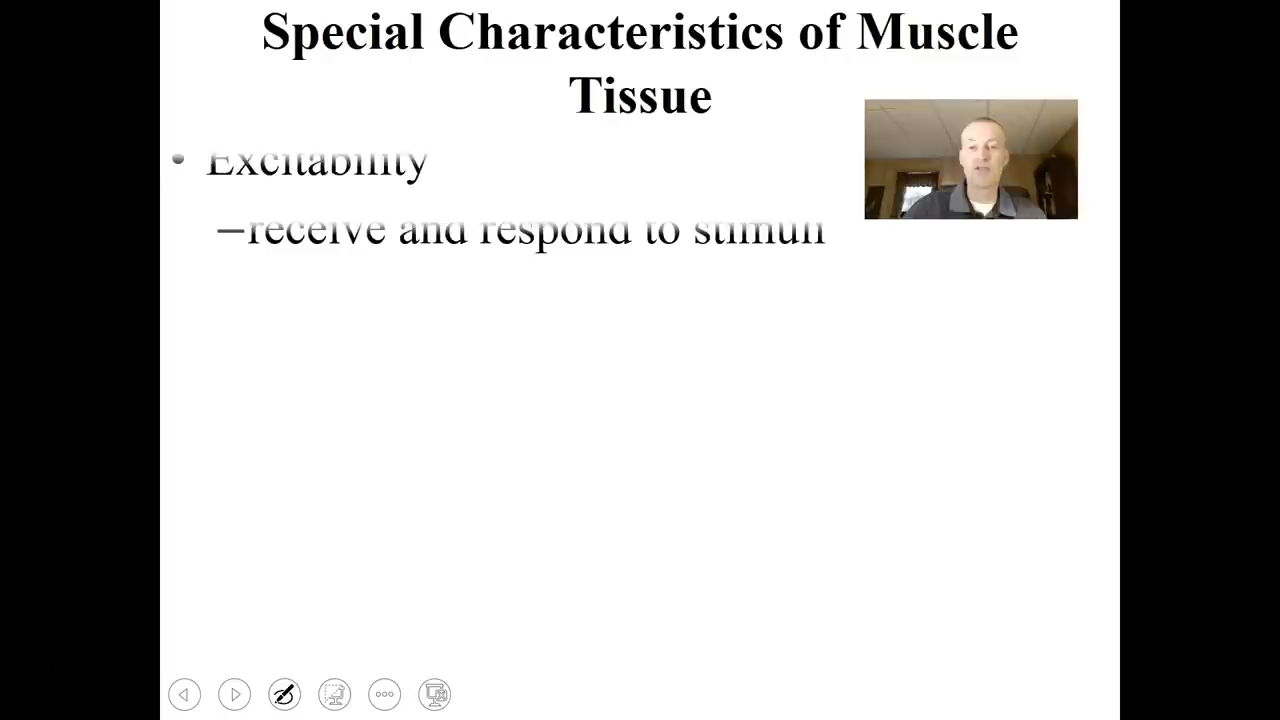 Special Characteristics of Muscle
Tissue
• Excitability
–receive and respond to stimuli